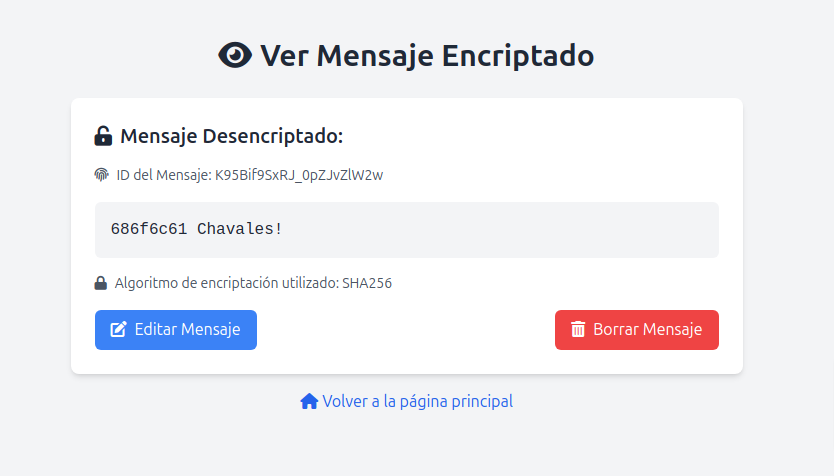 Ver Mensaje Encriptado
Mensaje Desencriptado:
ID del Mensaje: K95Bif9SxRJ_0pZJvZlW2w
686f6c61 Chavales!
Algoritmo de encriptación utilizado: SHA256
Editar Mensaje
Borrar Mensaje
Volver a la página principal